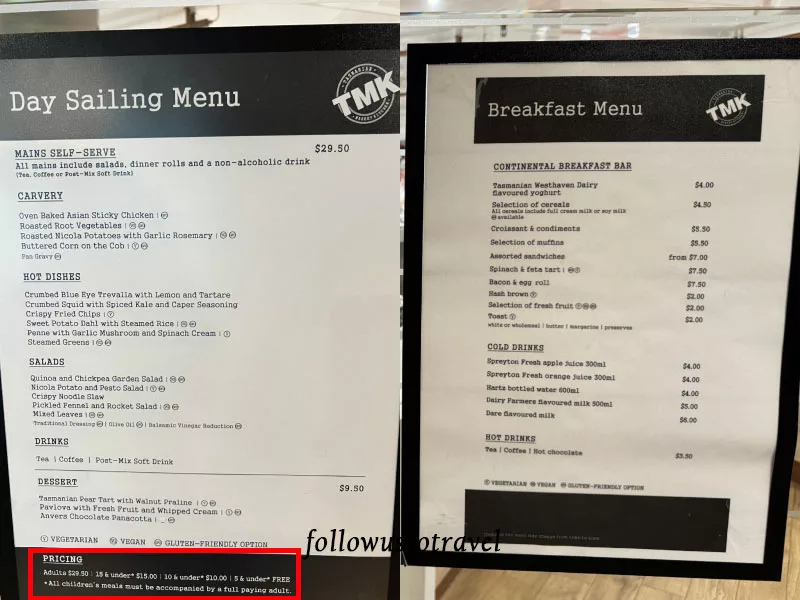 Day Sailing Menu
TASMANIAN
TMK
MAINS SELF-SERVE $29.50
All mains include salads, dinner rolls and a non-alcoholic drink
(Tea, Coffee or Post-Mix Soft Drink)
CARVERY
Oven Baked Asian Sticky Chicken |
Roasted Root Vegetables |
Roasted Nicola Potatoes with Garlic Rosemary |
Buttered Corn on the Cob |
Pan Gravy
HOT DISHES
Crumbed Blue Eye Trevalla with Lemon and Tartare
Crumbed Squid with Spiced Kale and Caper Seasoning
Crispy Fried Chips |
Sweet Potato Dahl with Steamed Rice |
Penne with Garlic Mushroom and Spinach Cream |
Steamed Greens |
SALADS
Quinoa and Chickpea Garden Salad |
Nicola Potato and Pesto Salad |
Crispy Noodle Slaw
Pickled Fennel and Rocket Salad |
Mixed Leaves |
Traditional Dressing | Olive Oil | Balsamic Vinegar Reduction
DRINKS
Tea | Coffee | Post-Mix Soft Drink
DESSERT $9.50
Tasmanian Pear Tart with Walnut Praline |
Pavlova with Fresh Fruit and Whipped Cream |
Anvers Chocolate Panacotta |
VEGETARIAN VEGAN GLUTEN-FRIENDLY OPTION
PRICING
Adults $29.50 | 15 & under* $15.00 | 10 & under* $10.00 | 5 & under* FREE
*All children's meals must be accompanied by a full paying adult.
Breakfast Menu
TMK
CONTINENTAL BREAKFAST BAR
Tasmanian Westhaven Dairy $4.00
flavoured yoghurt
Selection of cereals $4.50
All cereals include full cream milk or soy milk
available
Croissant & condiments $5.50
Selection of muffins $5.50
Assorted sandwiches from $7.00
Spinach & feta tart | $7.50
Bacon & egg roll $7.50
Hash brown $2.00
Selection of fresh fruit $2.00
Toast $2.00
white or wholemeal | butter | margarine | preserves
COLD DRINKS
Spreyton Fresh apple juice 300ml $4.00
Spreyton Fresh orange juice 300ml $4.00
Hartz bottled water 600ml $4.00
Dairy Farmers flavoured milk 500ml $5.00
Dare flavoured milk $6.00
HOT DRINKS
Tea | Coffee | Hot chocolate $3.50
VEGETARIAN VEGAN GLUTEN-FRIENDLY OPTION